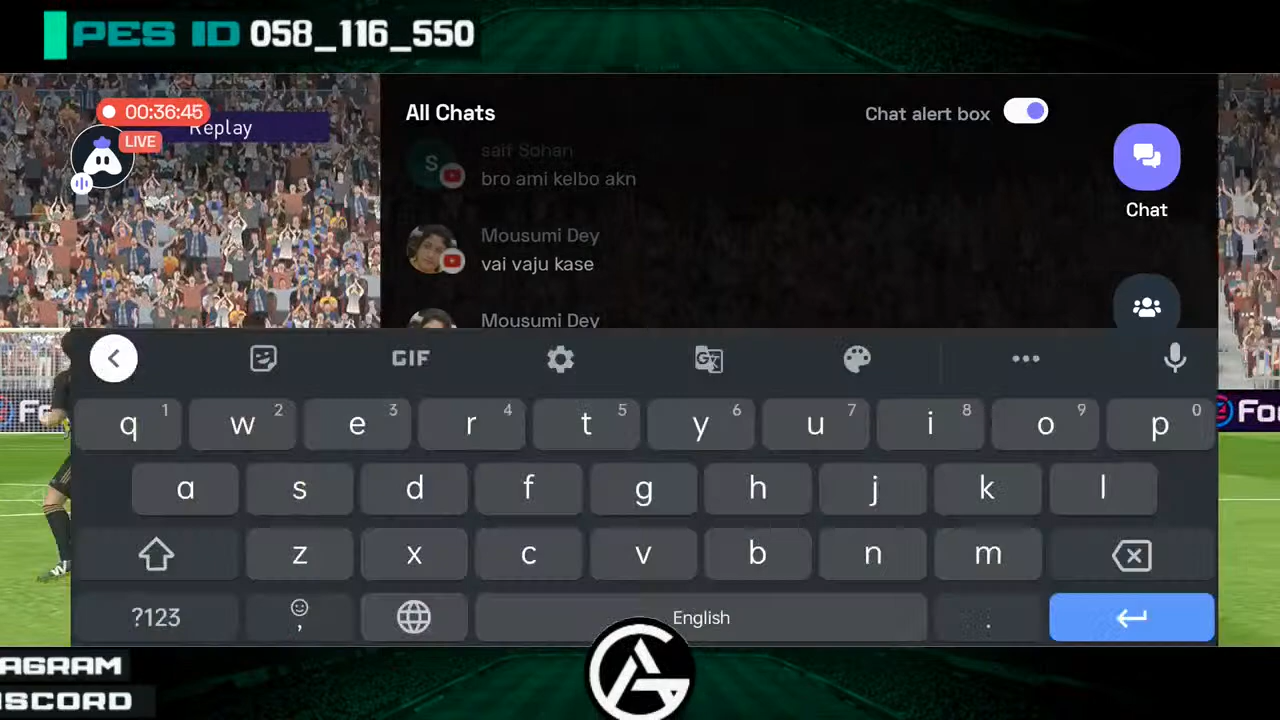 PES ID 058_116_550
00:36:45
LIVE
Replay
All Chats
Chat alert box
S
saif Sohan
bro ami kelbo akn
Chat
Mousumi Dey
vai vaju kase
Mousumi Dey
GIF
q 1 w 2 e 3 r 4 t 5 y 6 u 7 i 8 o 9 p 0
a s d f g h j k l
z x c v b n m
?123 , English .
AGRAM
ISCORD